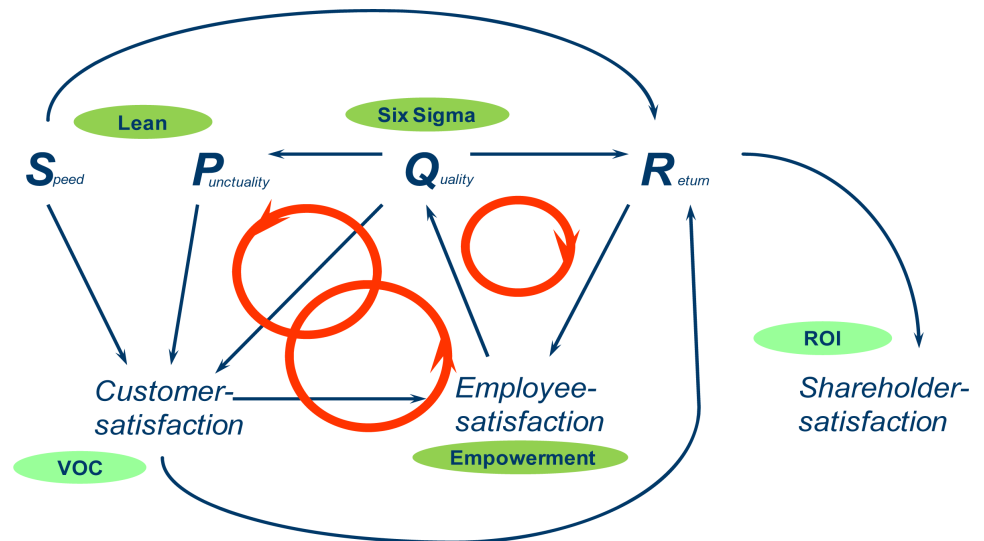 Lean
Six Sigma
Speed
Punctuality
Quality
Return
ROI
Customer-
satisfaction
Employee-
satisfaction
Shareholder-
satisfaction
VOC
Empowerment